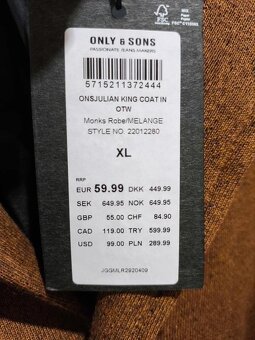 ONLY & SONS
PASSIONATE JEANS MAKERS
5715211372444
ONSJULIAN KING COAT IN
OTW
Monks Robe/MELANGE
STYLE NO. 22012280
XL
RRP
EUR 59.99 DKK 449.99
SEK 649.95 NOK 649.95
GBP 55.00 CHF 84.90
CAD 119.00 TRY 599.99
USD 99.00 PLN 289.99
JGGMLR2920409
FSC